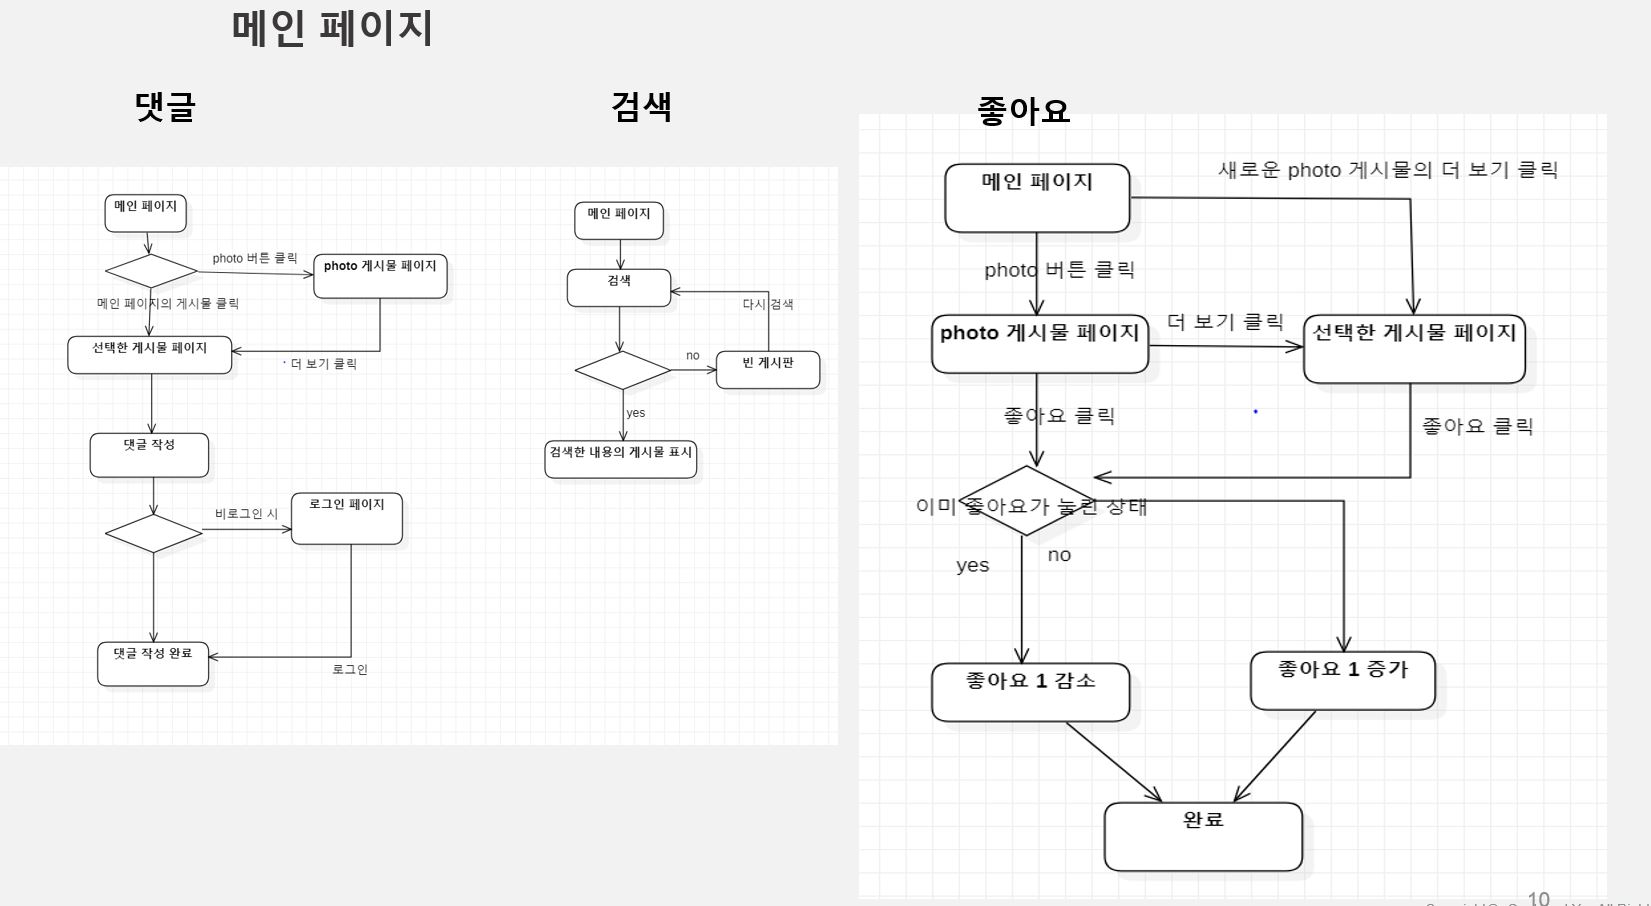 메인 페이지
댓글
메인 페이지
photo 버튼 클릭
photo 게시물 페이지
메인 페이지의 게시물 클릭
선택한 게시물 페이지
더 보기 클릭
댓글 작성
비로그인 시
로그인 페이지
댓글 작성 완료
로그인
검색
메인 페이지
검색
다시 검색
no
빈 게시판
yes
검색한 내용의 게시물 표시
좋아요
메인 페이지
새로운 photo 게시물의 더 보기 클릭
photo 버튼 클릭
photo 게시물 페이지
더 보기 클릭
선택한 게시물 페이지
좋아요 클릭
좋아요 클릭
이미 좋아요가 눌린 상태
yes
no
좋아요 1 감소
좋아요 1 증가
완료
10